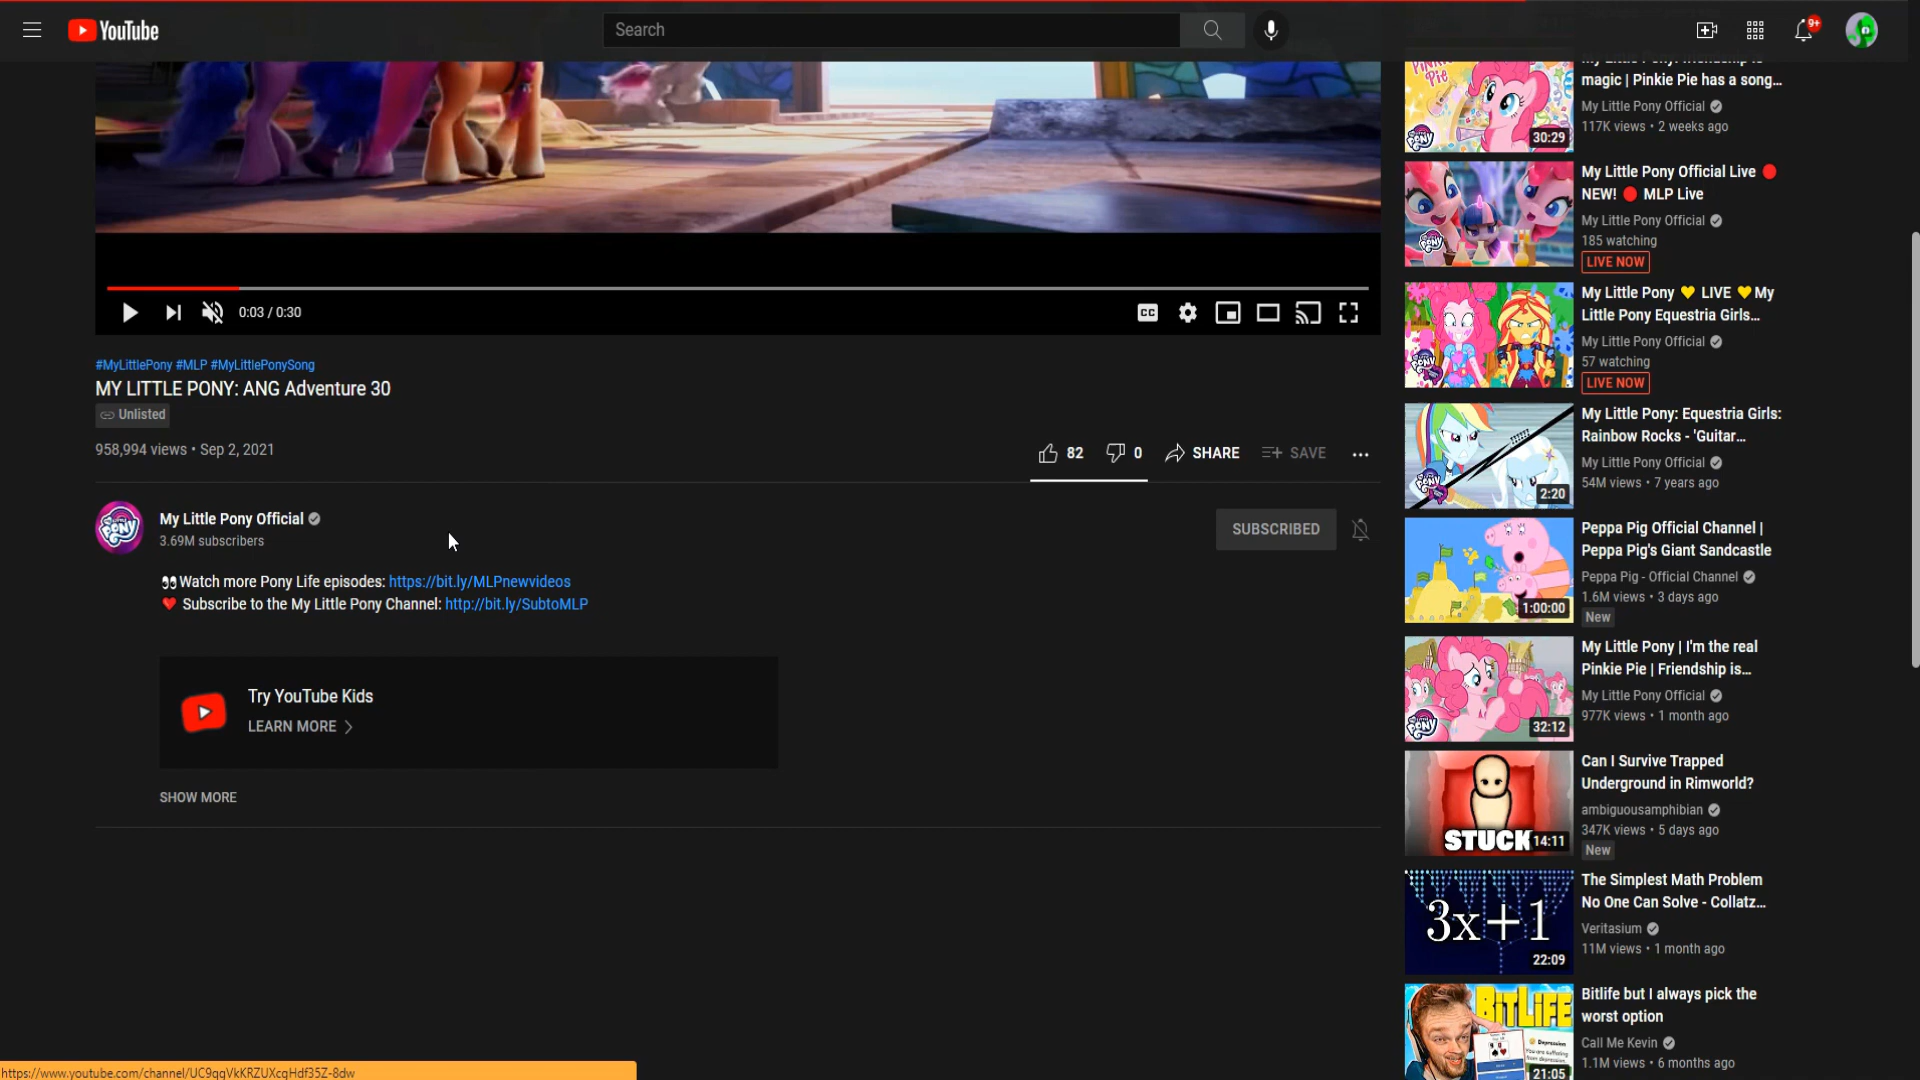 YouTube
Search
9+
0:03 / 0:30
CC
#MyLittlePony #MLP #MyLittlePonySong
MY LITTLE PONY: ANG Adventure 30
Unlisted
958,994 views • Sep 2, 2021
82
0
SHARE
SAVE
My Little Pony Official
3.69M subscribers
SUBSCRIBED
👀Watch more Pony Life episodes: https://bit.ly/MLPnewvideos
❤️ Subscribe to the My Little Pony Channel: http://bit.ly/SubtoMLP
Try YouTube Kids
LEARN MORE
SHOW MORE
Pinkie Pie
30:29
magic | Pinkie Pie has a song...
My Little Pony Official
117K views • 2 weeks ago
My Little Pony Official Live 🔴
NEW! 🔴 MLP Live
My Little Pony Official
185 watching
LIVE NOW
My Little Pony 💛 LIVE 💛My
Little Pony Equestria Girls...
My Little Pony Official
57 watching
LIVE NOW
2:20
My Little Pony: Equestria Girls:
Rainbow Rocks - 'Guitar...
My Little Pony Official
54M views • 7 years ago
1:00:00
Peppa Pig Official Channel |
Peppa Pig's Giant Sandcastle
Peppa Pig - Official Channel
1.6M views • 3 days ago
New
32:12
My Little Pony | I'm the real
Pinkie Pie | Friendship is...
My Little Pony Official
977K views • 1 month ago
STUCK
14:11
Can I Survive Trapped
Underground in Rimworld?
ambiguousamphibian
347K views • 5 days ago
New
3x+1
22:09
The Simplest Math Problem
No One Can Solve - Collatz...
Veritasium
11M views • 1 month ago
BITLIFE
Depression
21:05
Bitlife but I always pick the
worst option
Call Me Kevin
1.1M views • 6 months ago
https://www.youtube.com/channel/UC9qqVkKRZUXcqHdf35Z-8dw